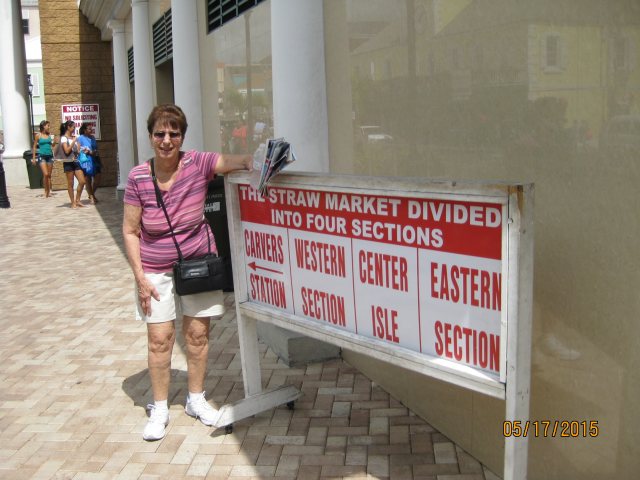 NOTICE
NO SOLICITING
THE STRAW MARKET DIVIDED
INTO FOUR SECTIONS
CARVERS
STATION
WESTERN
SECTION
CENTER
ISLE
EASTERN
SECTION
05/17/2015